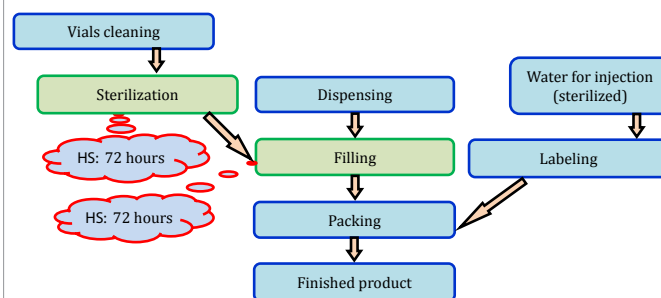 Vials cleaning
Sterilization
HS: 72 hours
HS: 72 hours
Dispensing
Filling
Packing
Finished product
Water for injection
(sterilized)
Labeling